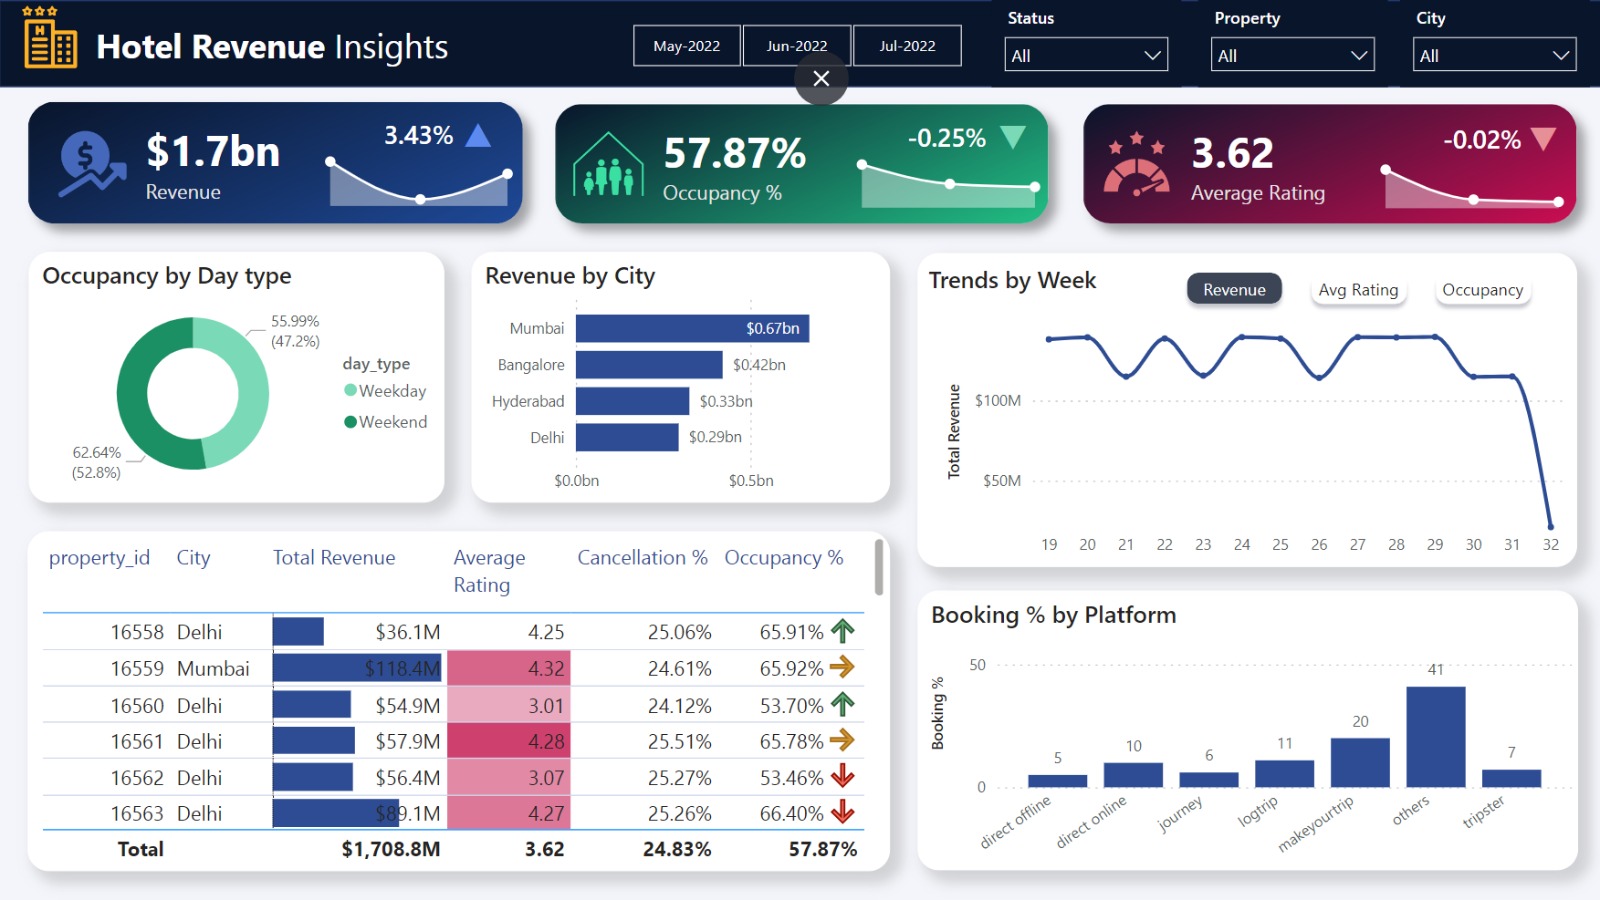 Hotel Revenue Insights
May-2022 Jun-2022 Jul-2022
Status Property City
All All All
$1.7bn
Revenue
3.43%
57.87%
Occupancy %
-0.25%
3.62
Average Rating
-0.02%
Occupancy by Day type
55.99%
(47.2%)
62.64%
(52.8%)
day_type
Weekday
Weekend
Revenue by City
Mumbai $0.67bn
Bangalore $0.42bn
Hyderabad $0.33bn
Delhi $0.29bn
$0.0bn $0.5bn
Trends by Week
Revenue Avg Rating Occupancy
Total Revenue
$100M
$50M
19 20 21 22 23 24 25 26 27 28 29 30 31 32
property_id City Total Revenue Average Rating Cancellation % Occupancy %
16558 Delhi $36.1M 4.25 25.06% 65.91%
16559 Mumbai $118.4M 4.32 24.61% 65.92%
16560 Delhi $54.9M 3.01 24.12% 53.70%
16561 Delhi $57.9M 4.28 25.51% 65.78%
16562 Delhi $56.4M 3.07 25.27% 53.46%
16563 Delhi $89.1M 4.27 25.26% 66.40%
Total $1,708.8M 3.62 24.83% 57.87%
Booking % by Platform
Booking %
50
0
5 10 6 11 20 41 7
direct offline direct online journey logtrip makeyourtrip others tripster
H